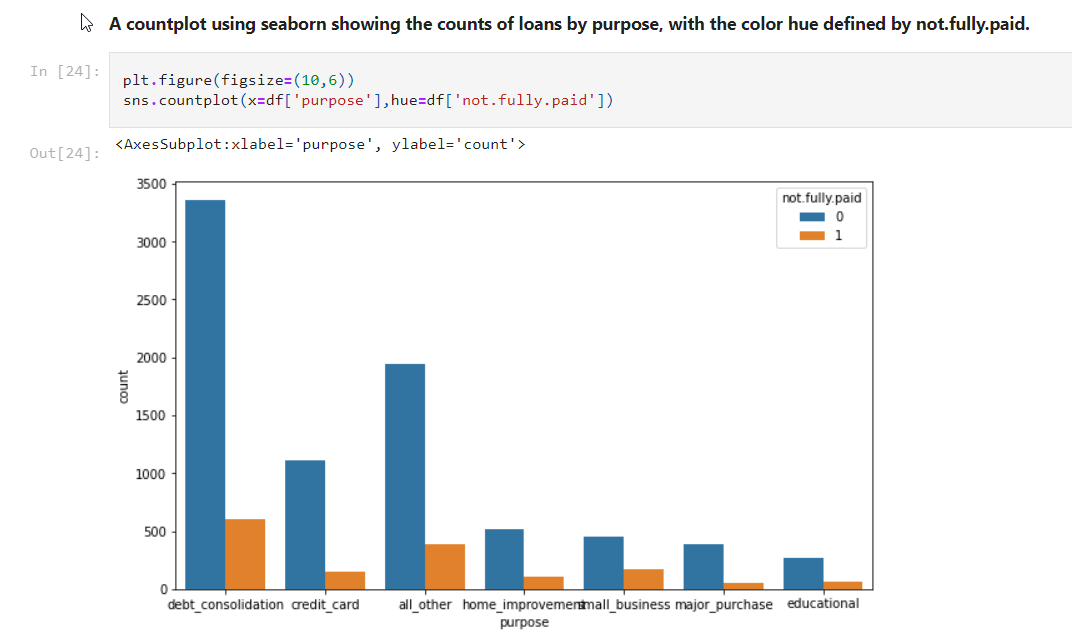 A countplot using seaborn showing the counts of loans by purpose, with the color hue defined by not.fully.paid.
In [24]:
plt.figure(figsize=(10,6))
sns.countplot(x=df['purpose'],hue=df['not.fully.paid'])
Out[24]:
<AxesSubplot:xlabel='purpose', ylabel='count'>
not.fully.paid
0
1
3500
3000
2500
2000
1500
1000
500
0
count
debt_consolidation credit_card all_other home_improvement small_business major_purchase educational
purpose